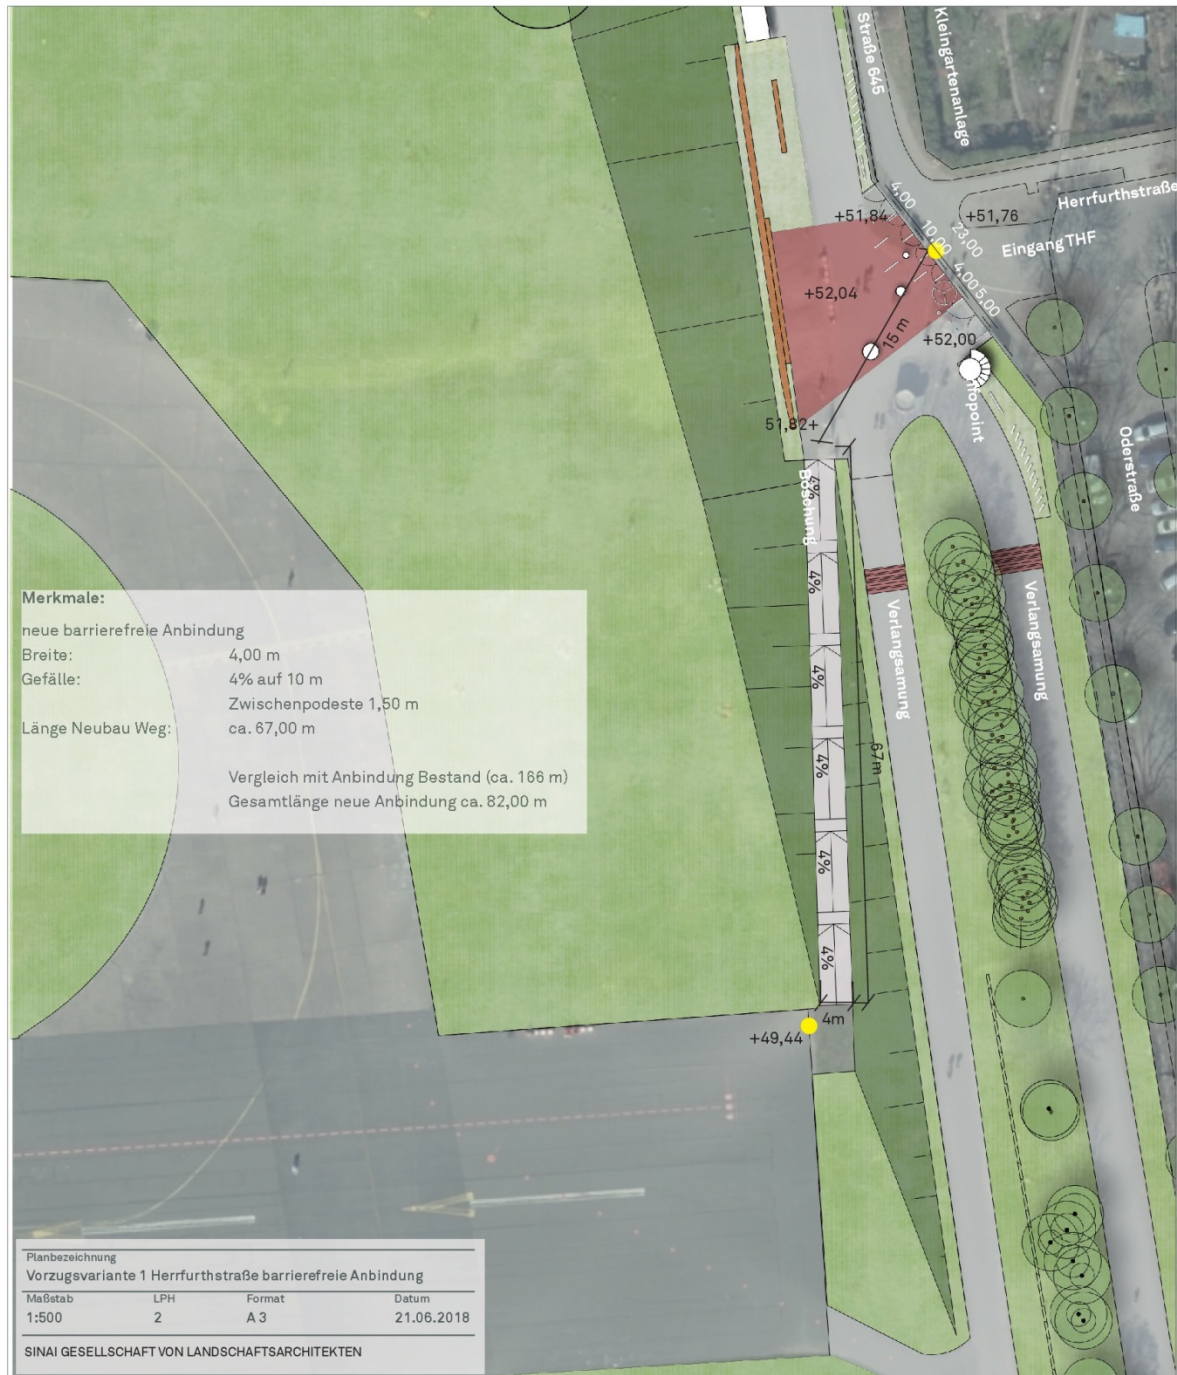 Straße 645
Kleingartenanlage
Herrfurthstraße
4,00
+51,84
+51,76
10,00
23,00
Eingang THF
4,00
5,00
+52,04
15 m
+52,00
Infopoint
51,82+
Oderstraße
Böschung
4%
4%
4%
4%
4%
4%
Verlangsamung
Verlangsamung
67m
4m
+49,44
Merkmale:
neue barrierefreie Anbindung
Breite: 4,00 m
Gefälle: 4% auf 10 m
Zwischenpodeste 1,50 m
Länge Neubau Weg: ca. 67,00 m
Vergleich mit Anbindung Bestand (ca. 166 m)
Gesamtlänge neue Anbindung ca. 82,00 m
Planbezeichnung
Vorzugsvariante 1 Herrfurthstraße barrierefreie Anbindung
Maßstab LPH Format Datum
1:500 2 A 3 21.06.2018
SINAI GESELLSCHAFT VON LANDSCHAFTSARCHITEKTEN